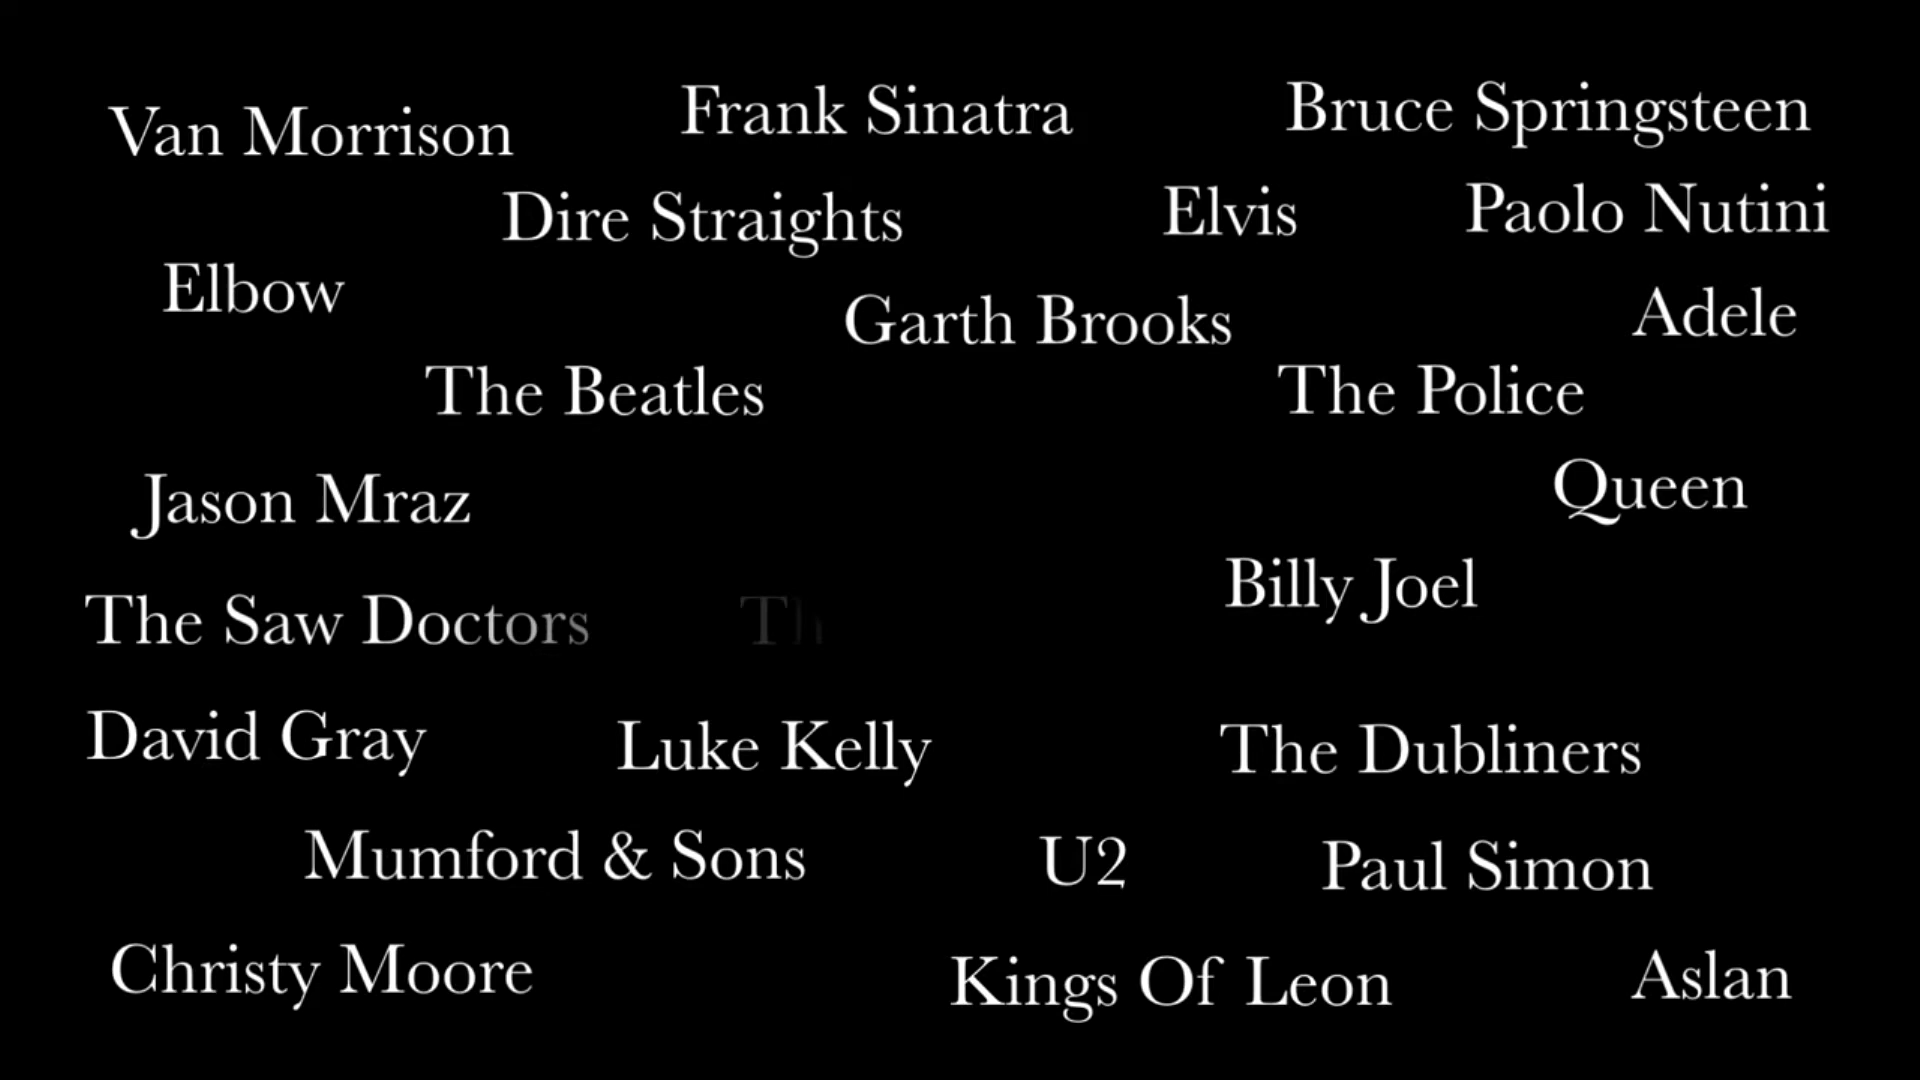 Van Morrison
Frank Sinatra
Bruce Springsteen
Dire Straights
Elvis
Paolo Nutini
Elbow
Garth Brooks
Adele
The Beatles
The Police
Jason Mraz
Queen
Billy Joel
The Saw Doctors
David Gray
Luke Kelly
The Dubliners
Mumford & Sons
U2
Paul Simon
Christy Moore
Kings Of Leon
Aslan